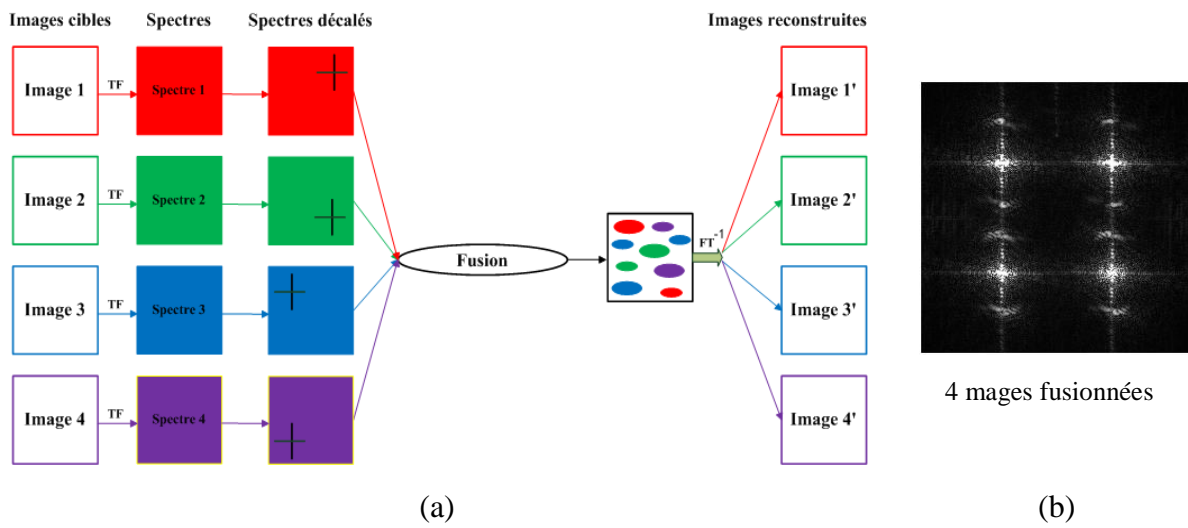 Images cibles Spectres Spectres décalés Images reconstruites
Image 1 TF Spectre 1 Image 1'
Image 2 TF Spectre 2 Image 2'
Fusion FT-1
Image 3 TF Spectre 3 Image 3'
Image 4 TF Spectre 4 Image 4'
4 mages fusionnées
(a) (b)